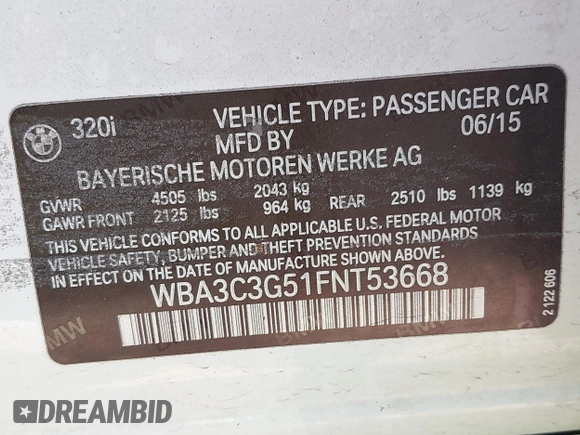 320i
VEHICLE TYPE: PASSENGER CAR
MFD BY 06/15
BAYERISCHE MOTOREN WERKE AG
GVWR 4505 lbs 2043 kg
GAWR FRONT 2125 lbs 964 kg REAR 2510 lbs 1139 kg
THIS VEHICLE CONFORMS TO ALL APPLICABLE U.S. FEDERAL MOTOR
VEHICLE SAFETY, BUMPER AND THEFT PREVENTION STANDARDS
IN EFFECT ON THE DATE OF MANUFACTURE SHOWN ABOVE.
WBA3C3G51FNT53668
2 122 606
BMW
DREAMBID